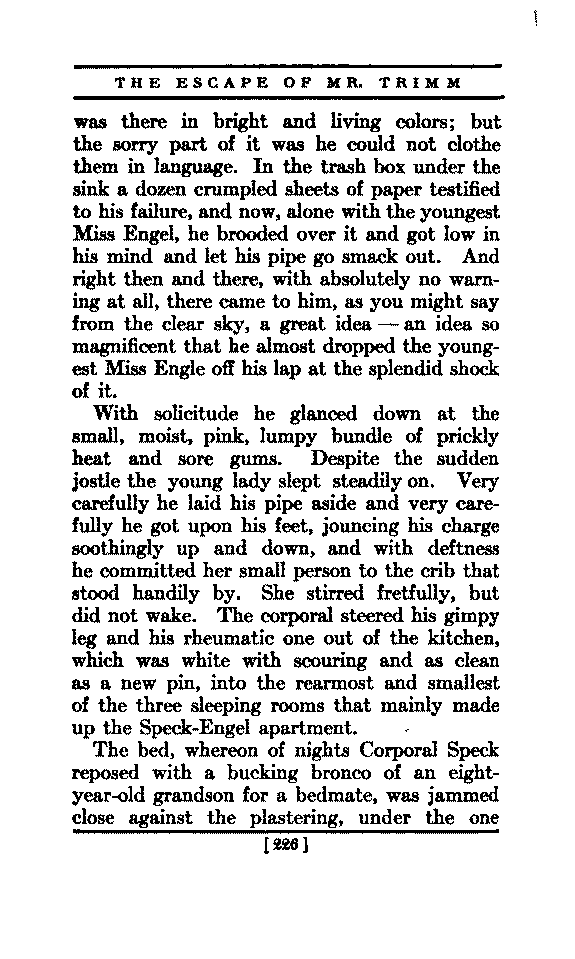 THE ESCAPE OF MR. TRIMM
was there in bright and living colors; but
the sorry part of it was he could not clothe
them in language. In the trash box under the
sink a dozen crumpled sheets of paper testified
to his failure, and now, alone with the youngest
Miss Engel, he brooded over it and got low in
his mind and let his pipe go smack out. And
right then and there, with absolutely no warn-
ing at all, there came to him, as you might say
from the clear sky, a great idea — an idea so
magnificent that he almost dropped the young-
est Miss Engle off his lap at the splendid shock
of it.
With solicitude he glanced down at the
small, moist, pink, lumpy bundle of prickly
heat and sore gums. Despite the sudden
jostle the young lady slept steadily on. Very
carefully he laid his pipe aside and very care-
fully he got upon his feet, jouncing his charge
soothingly up and down, and with deftness
he committed her small person to the crib that
stood handily by. She stirred fretfully, but
did not wake. The corporal steered his gimpy
leg and his rheumatic one out of the kitchen,
which was white with scouring and as clean
as a new pin, into the rearmost and smallest
of the three sleeping rooms that mainly made
up the Speck-Engel apartment.
The bed, whereon of nights Corporal Speck
reposed with a bucking bronco of an eight-
year-old grandson for a bedmate, was jammed
close against the plastering, under the one
[226]